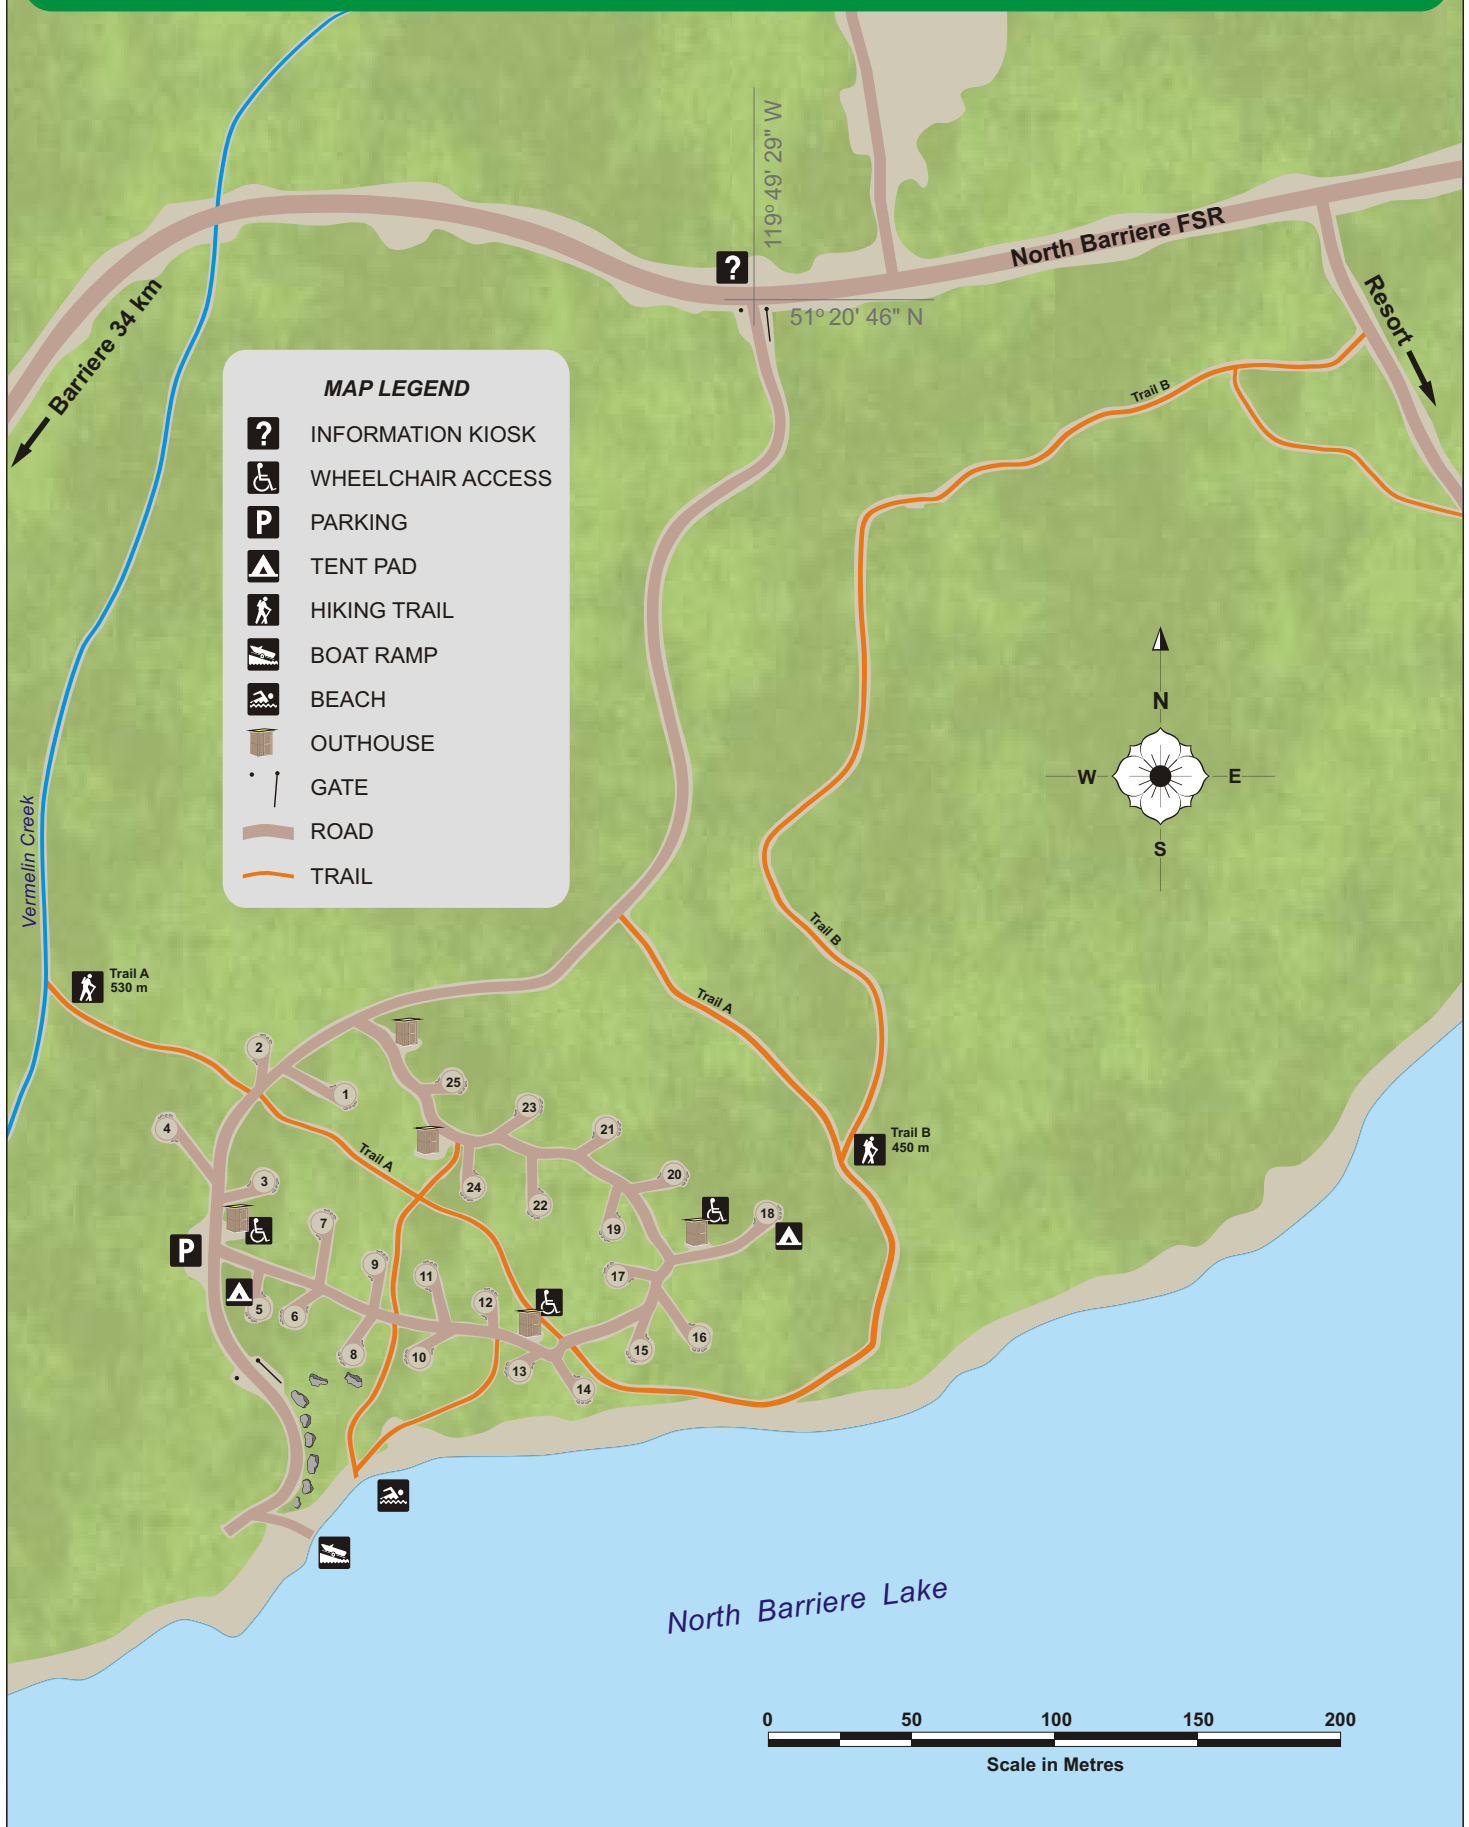 119º 49' 29" W
North Barriere FSR
?
51º 20' 46" N
Resort
Barriere 34 km
Trail B
MAP LEGEND
? INFORMATION KIOSK
WHEELCHAIR ACCESS
P PARKING
TENT PAD
HIKING TRAIL
BOAT RAMP
BEACH
OUTHOUSE
GATE
ROAD
TRAIL
N
W E
S
Vermelin Creek
Trail B
Trail A
530 m
Trail A
2
1
25
23
4
21
Trail B
450 m
Trail A
20
3
24
22
18
7
19
P
9
11
17
12
5
6
16
15
8
10
13
14
North Barriere Lake
0 50 100 150 200
Scale in Metres